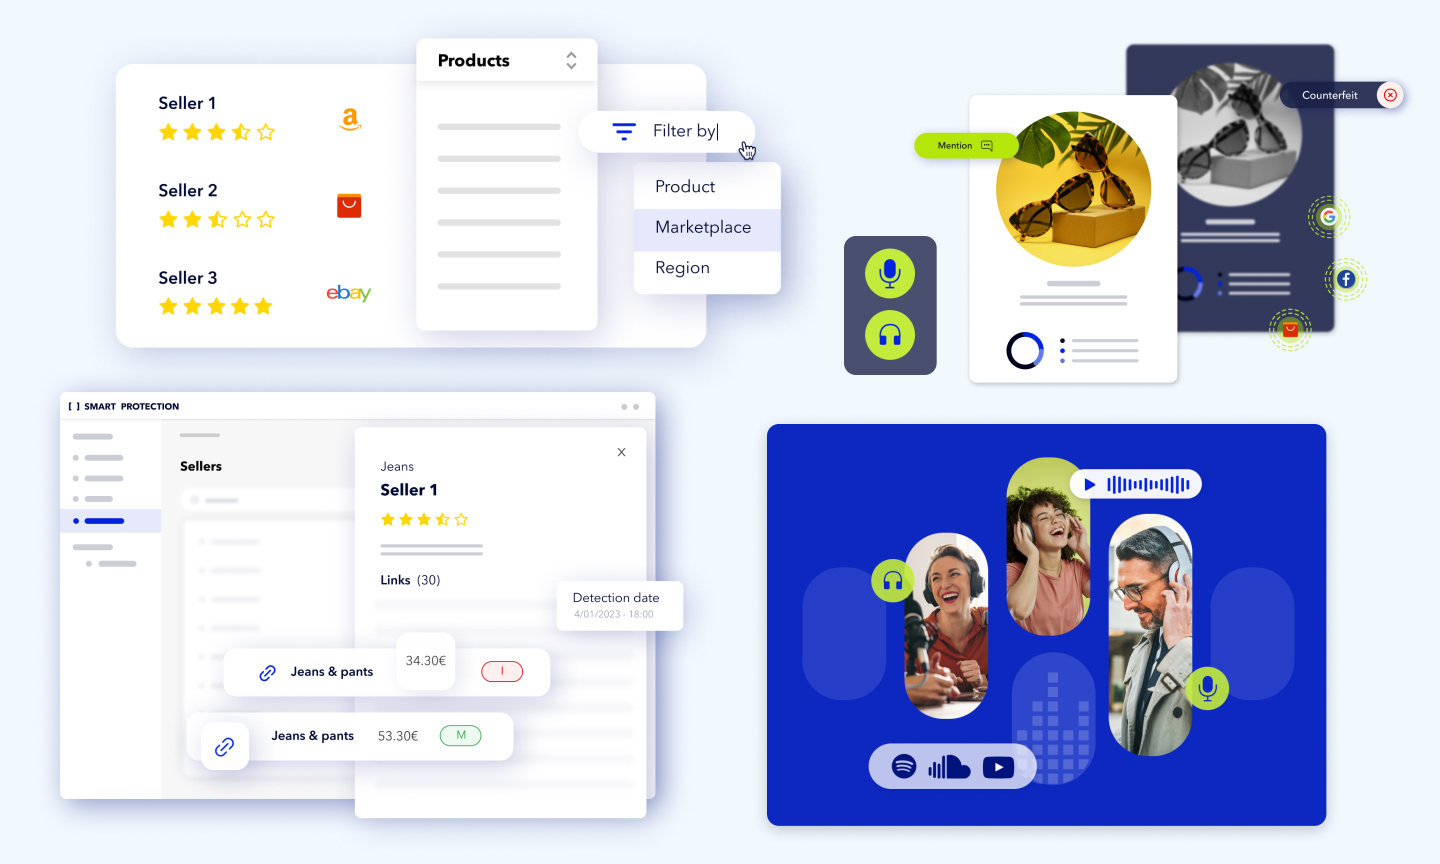 Products
Seller 1
a
Filter by
Seller 2
Product
Marketplace
Seller 3
Region
ebay
Counterfeit
Mention
G
f
[ ] SMART PROTECTION
Sellers
X
Jeans
Seller 1
Links (30)
Detection date
4/01/2023 - 18:00
Jeans & pants 34.30€ I
Jeans & pants 53.30€ M